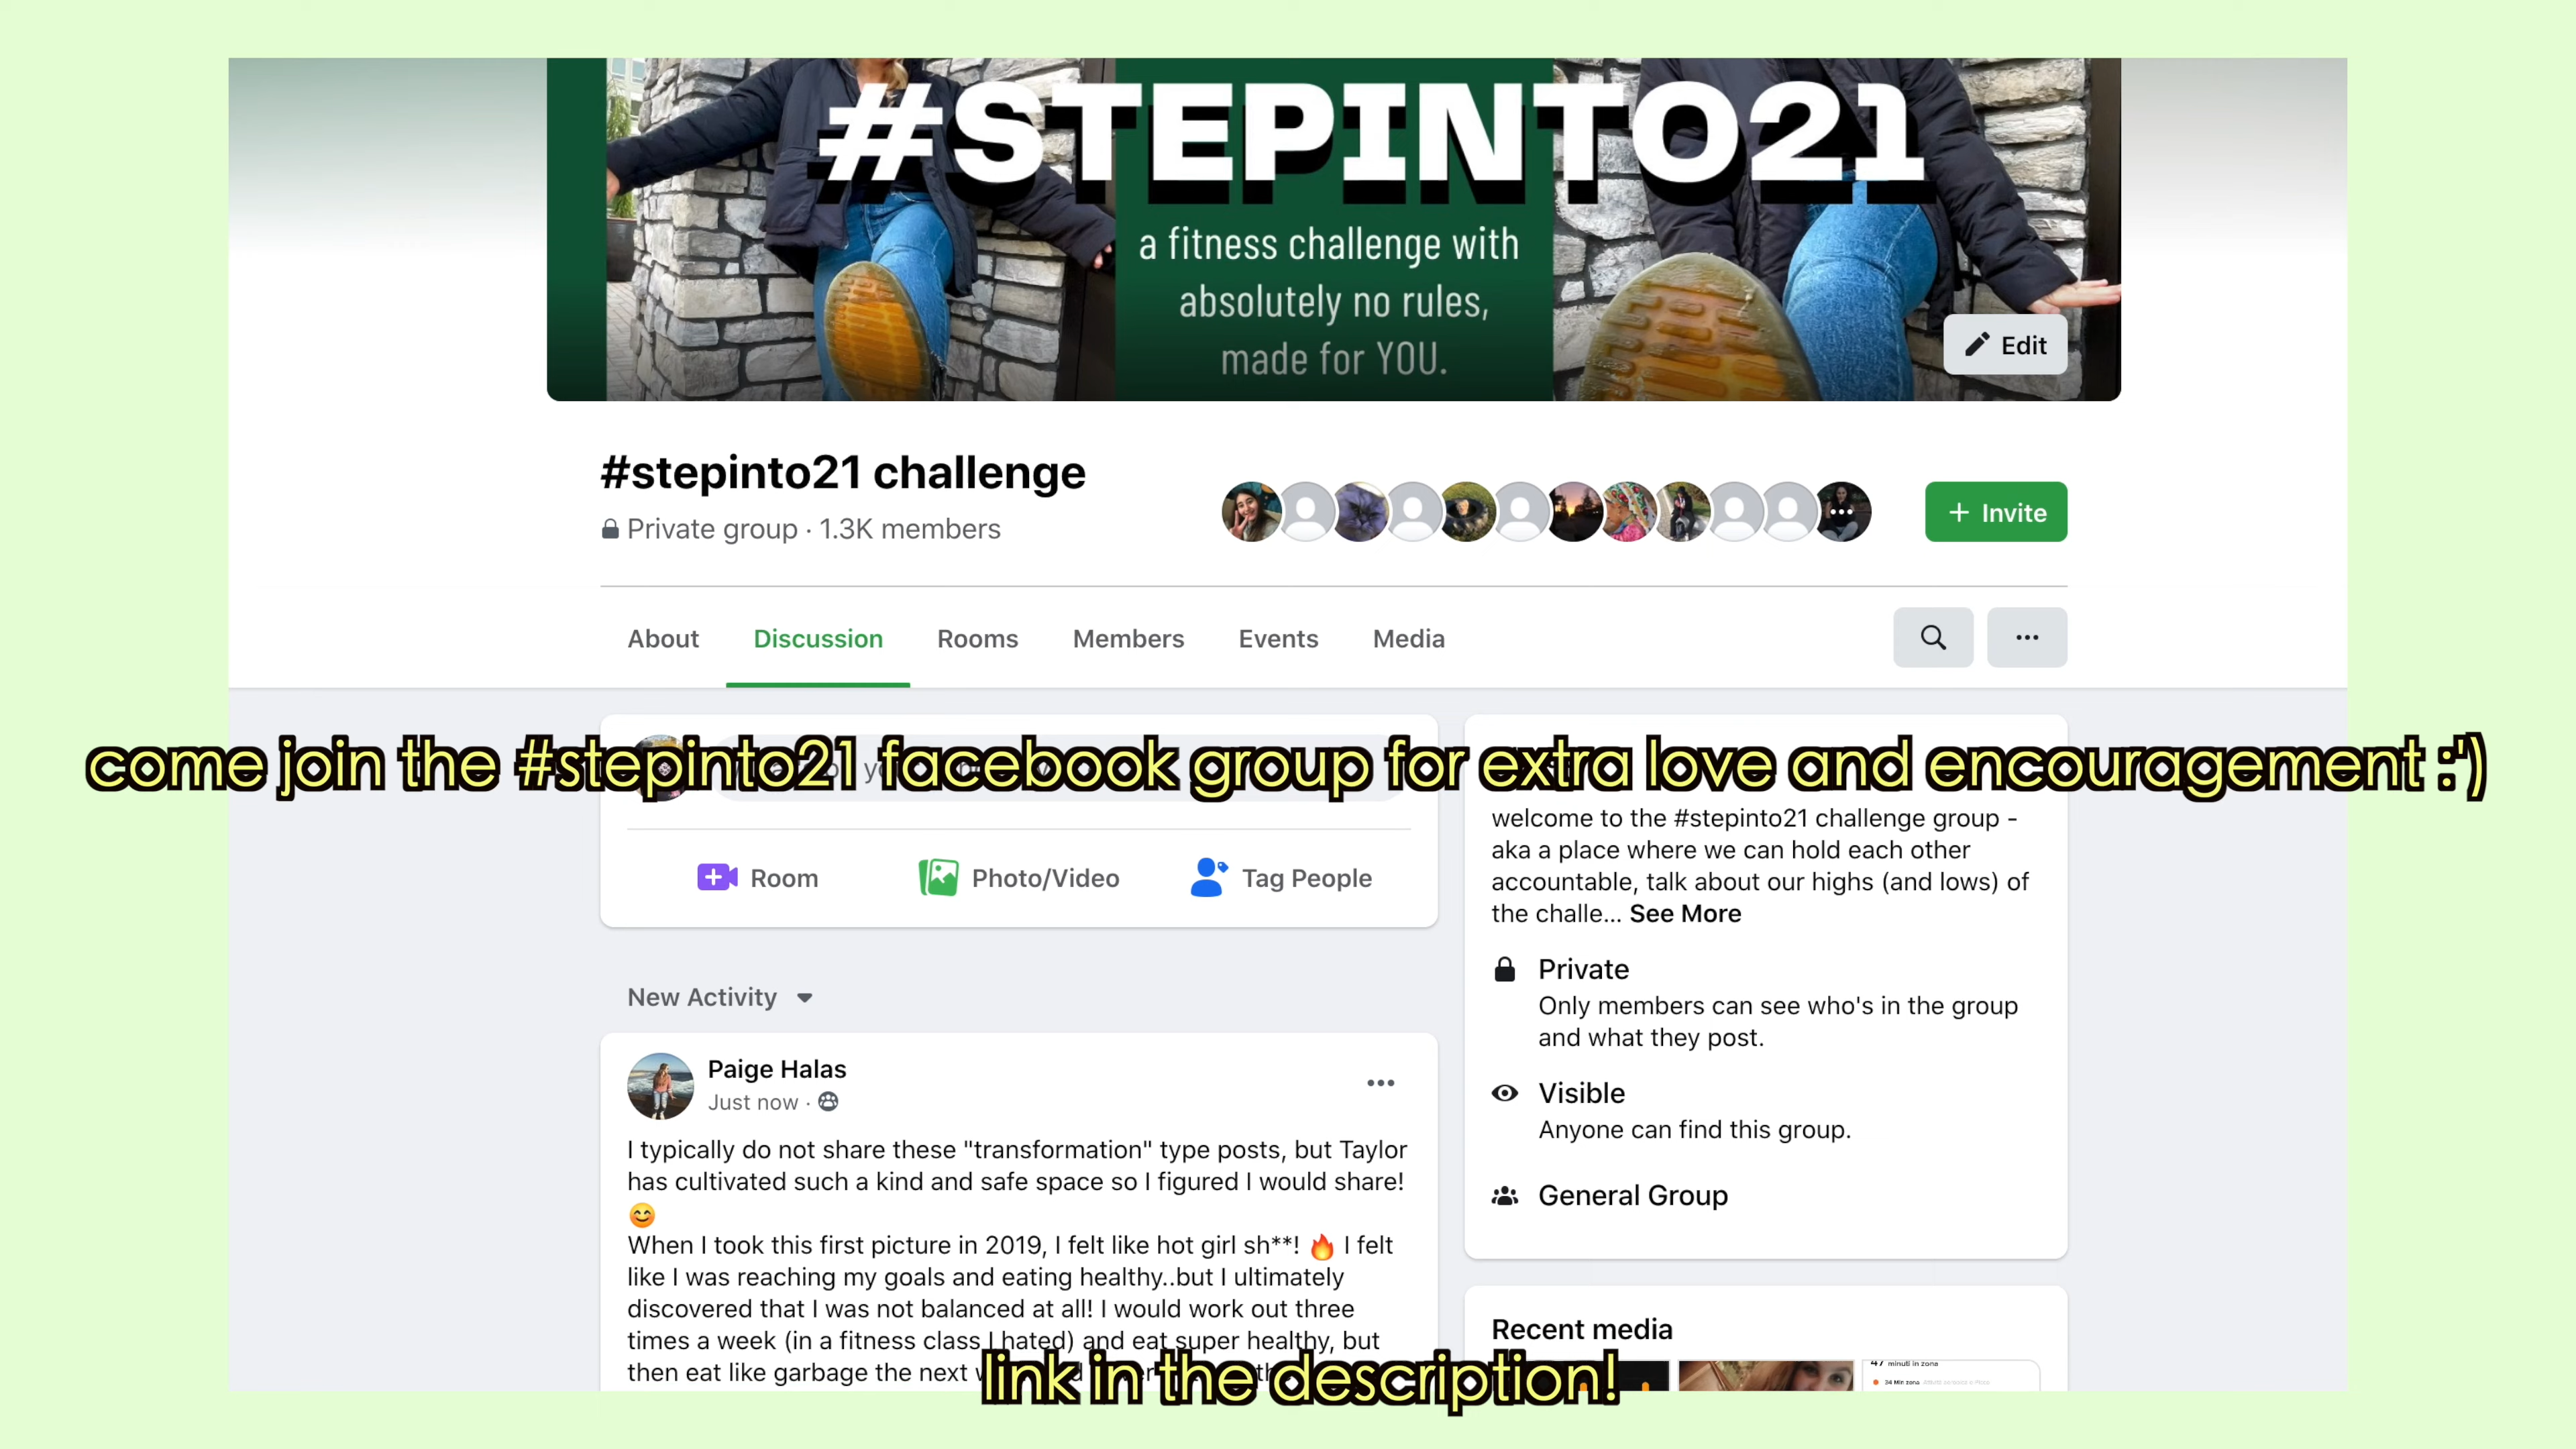 #STEPINTO21
a fitness challenge with
absolutely no rules,
made for YOU.
Edit
#stepinto21 challenge
Private group · 1.3K members
+ Invite
About Discussion Rooms Members Events Media
come join the #stepinto21 facebook group for extra love and encouragement :')
Room Photo/Video Tag People
welcome to the #stepinto21 challenge group -
aka a place where we can hold each other
accountable, talk about our highs (and lows) of
the challe... See More
Private
Only members can see who's in the group
and what they post.
Visible
Anyone can find this group.
General Group
New Activity
Paige Halas
Just now ·
I typically do not share these "transformation" type posts, but Taylor
has cultivated such a kind and safe space so I figured I would share!
😊
When I took this first picture in 2019, I felt like hot girl sh**! 🔥 I felt
like I was reaching my goals and eating healthy..but I ultimately
discovered that I was not balanced at all! I would work out three
times a week (in a fitness class I hated) and eat super healthy, but
then eat like garbage the next
link in the description!
Recent media
47 minuti in zona
34 Min zona